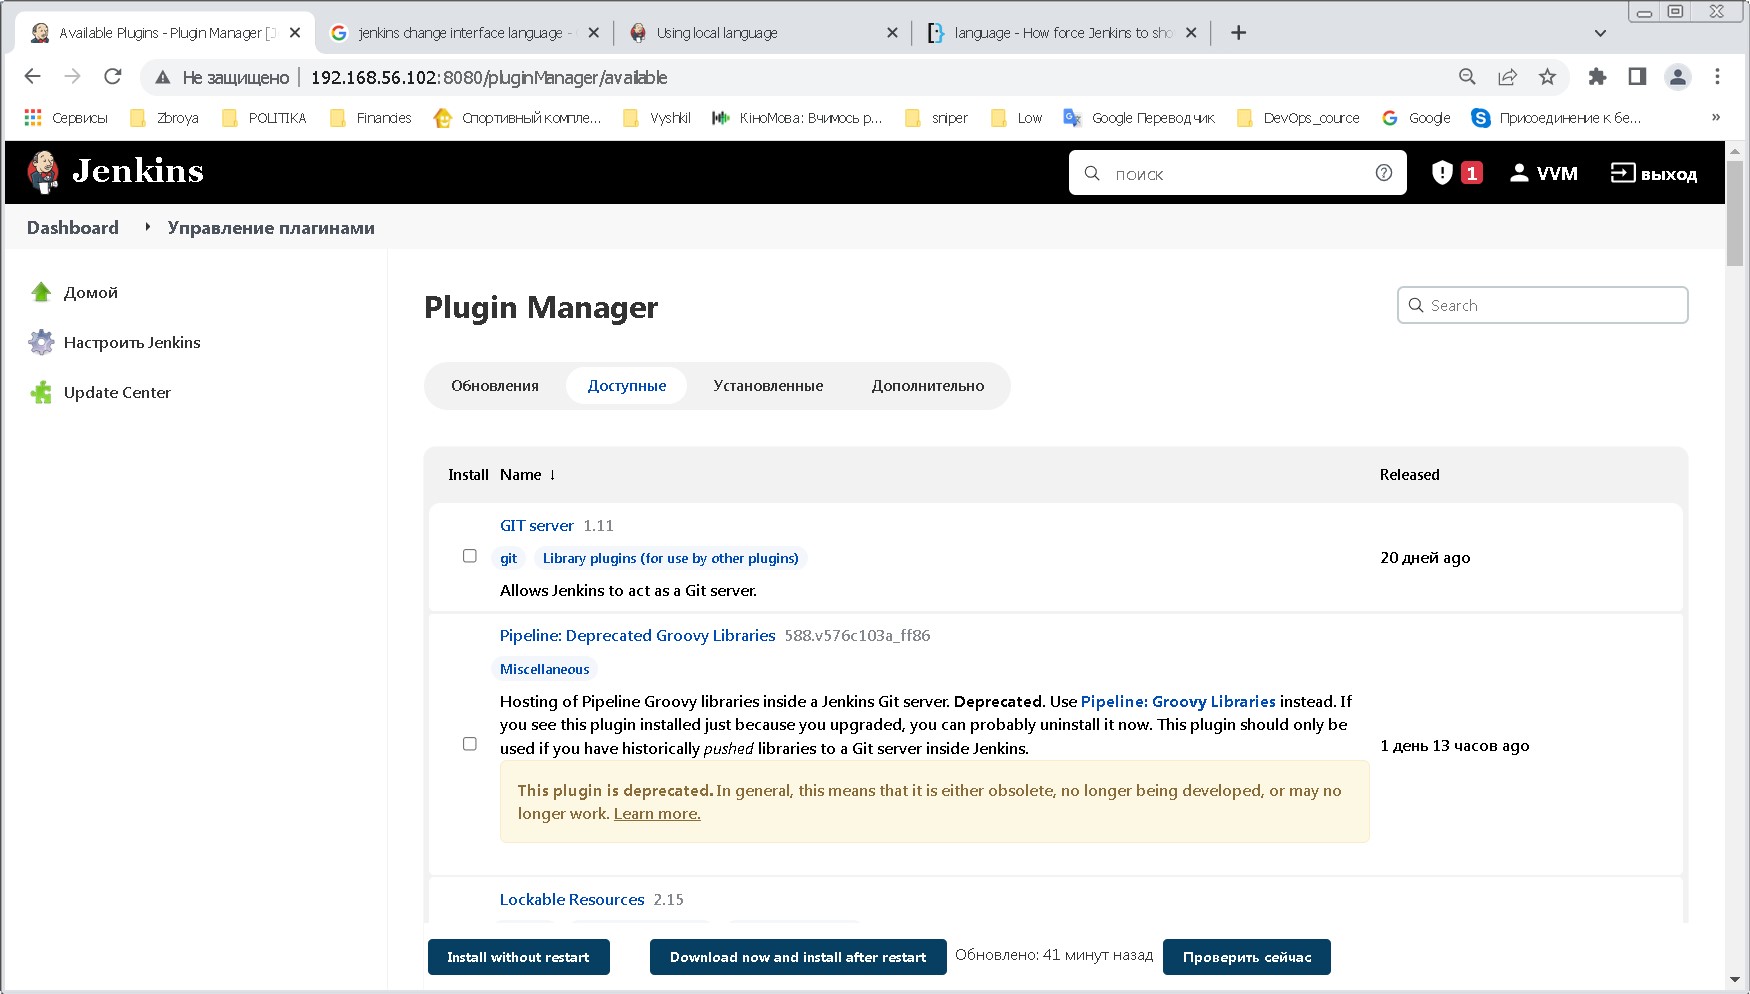 Available Plugins - Plugin Manager [J
jenkins change interface language -
Using local language
language - How force Jenkins to sho
Не защищено
192.168.56.102:8080/pluginManager/available
Сервисы
Zbroya
POLITIKA
Financies
Спортивный компле...
Vyshkil
КіноМова: Вчимось р...
sniper
Low
Google Переводчик
DevOps_cource
Google
Присоединение к бе...
»
Jenkins
поиск
1
VVM
выход
Dashboard
Управление плагинами
Домой
Настроить Jenkins
Update Center
Plugin Manager
Search
Обновления
Доступные
Установленные
Дополнительно
Install Name ↓
Released
GIT server 1.11
git Library plugins (for use by other plugins)
Allows Jenkins to act as a Git server.
20 дней ago
Pipeline: Deprecated Groovy Libraries 588.v576c103a_ff86
Miscellaneous
Hosting of Pipeline Groovy libraries inside a Jenkins Git server. Deprecated. Use Pipeline: Groovy Libraries instead. If
you see this plugin installed just because you upgraded, you can probably uninstall it now. This plugin should only be
used if you have historically pushed libraries to a Git server inside Jenkins.
1 день 13 часов ago
This plugin is deprecated. In general, this means that it is either obsolete, no longer being developed, or may no
longer work. Learn more.
Lockable Resources 2.15
Install without restart
Download now and install after restart
Обновлено: 41 минут назад
Проверить сейчас